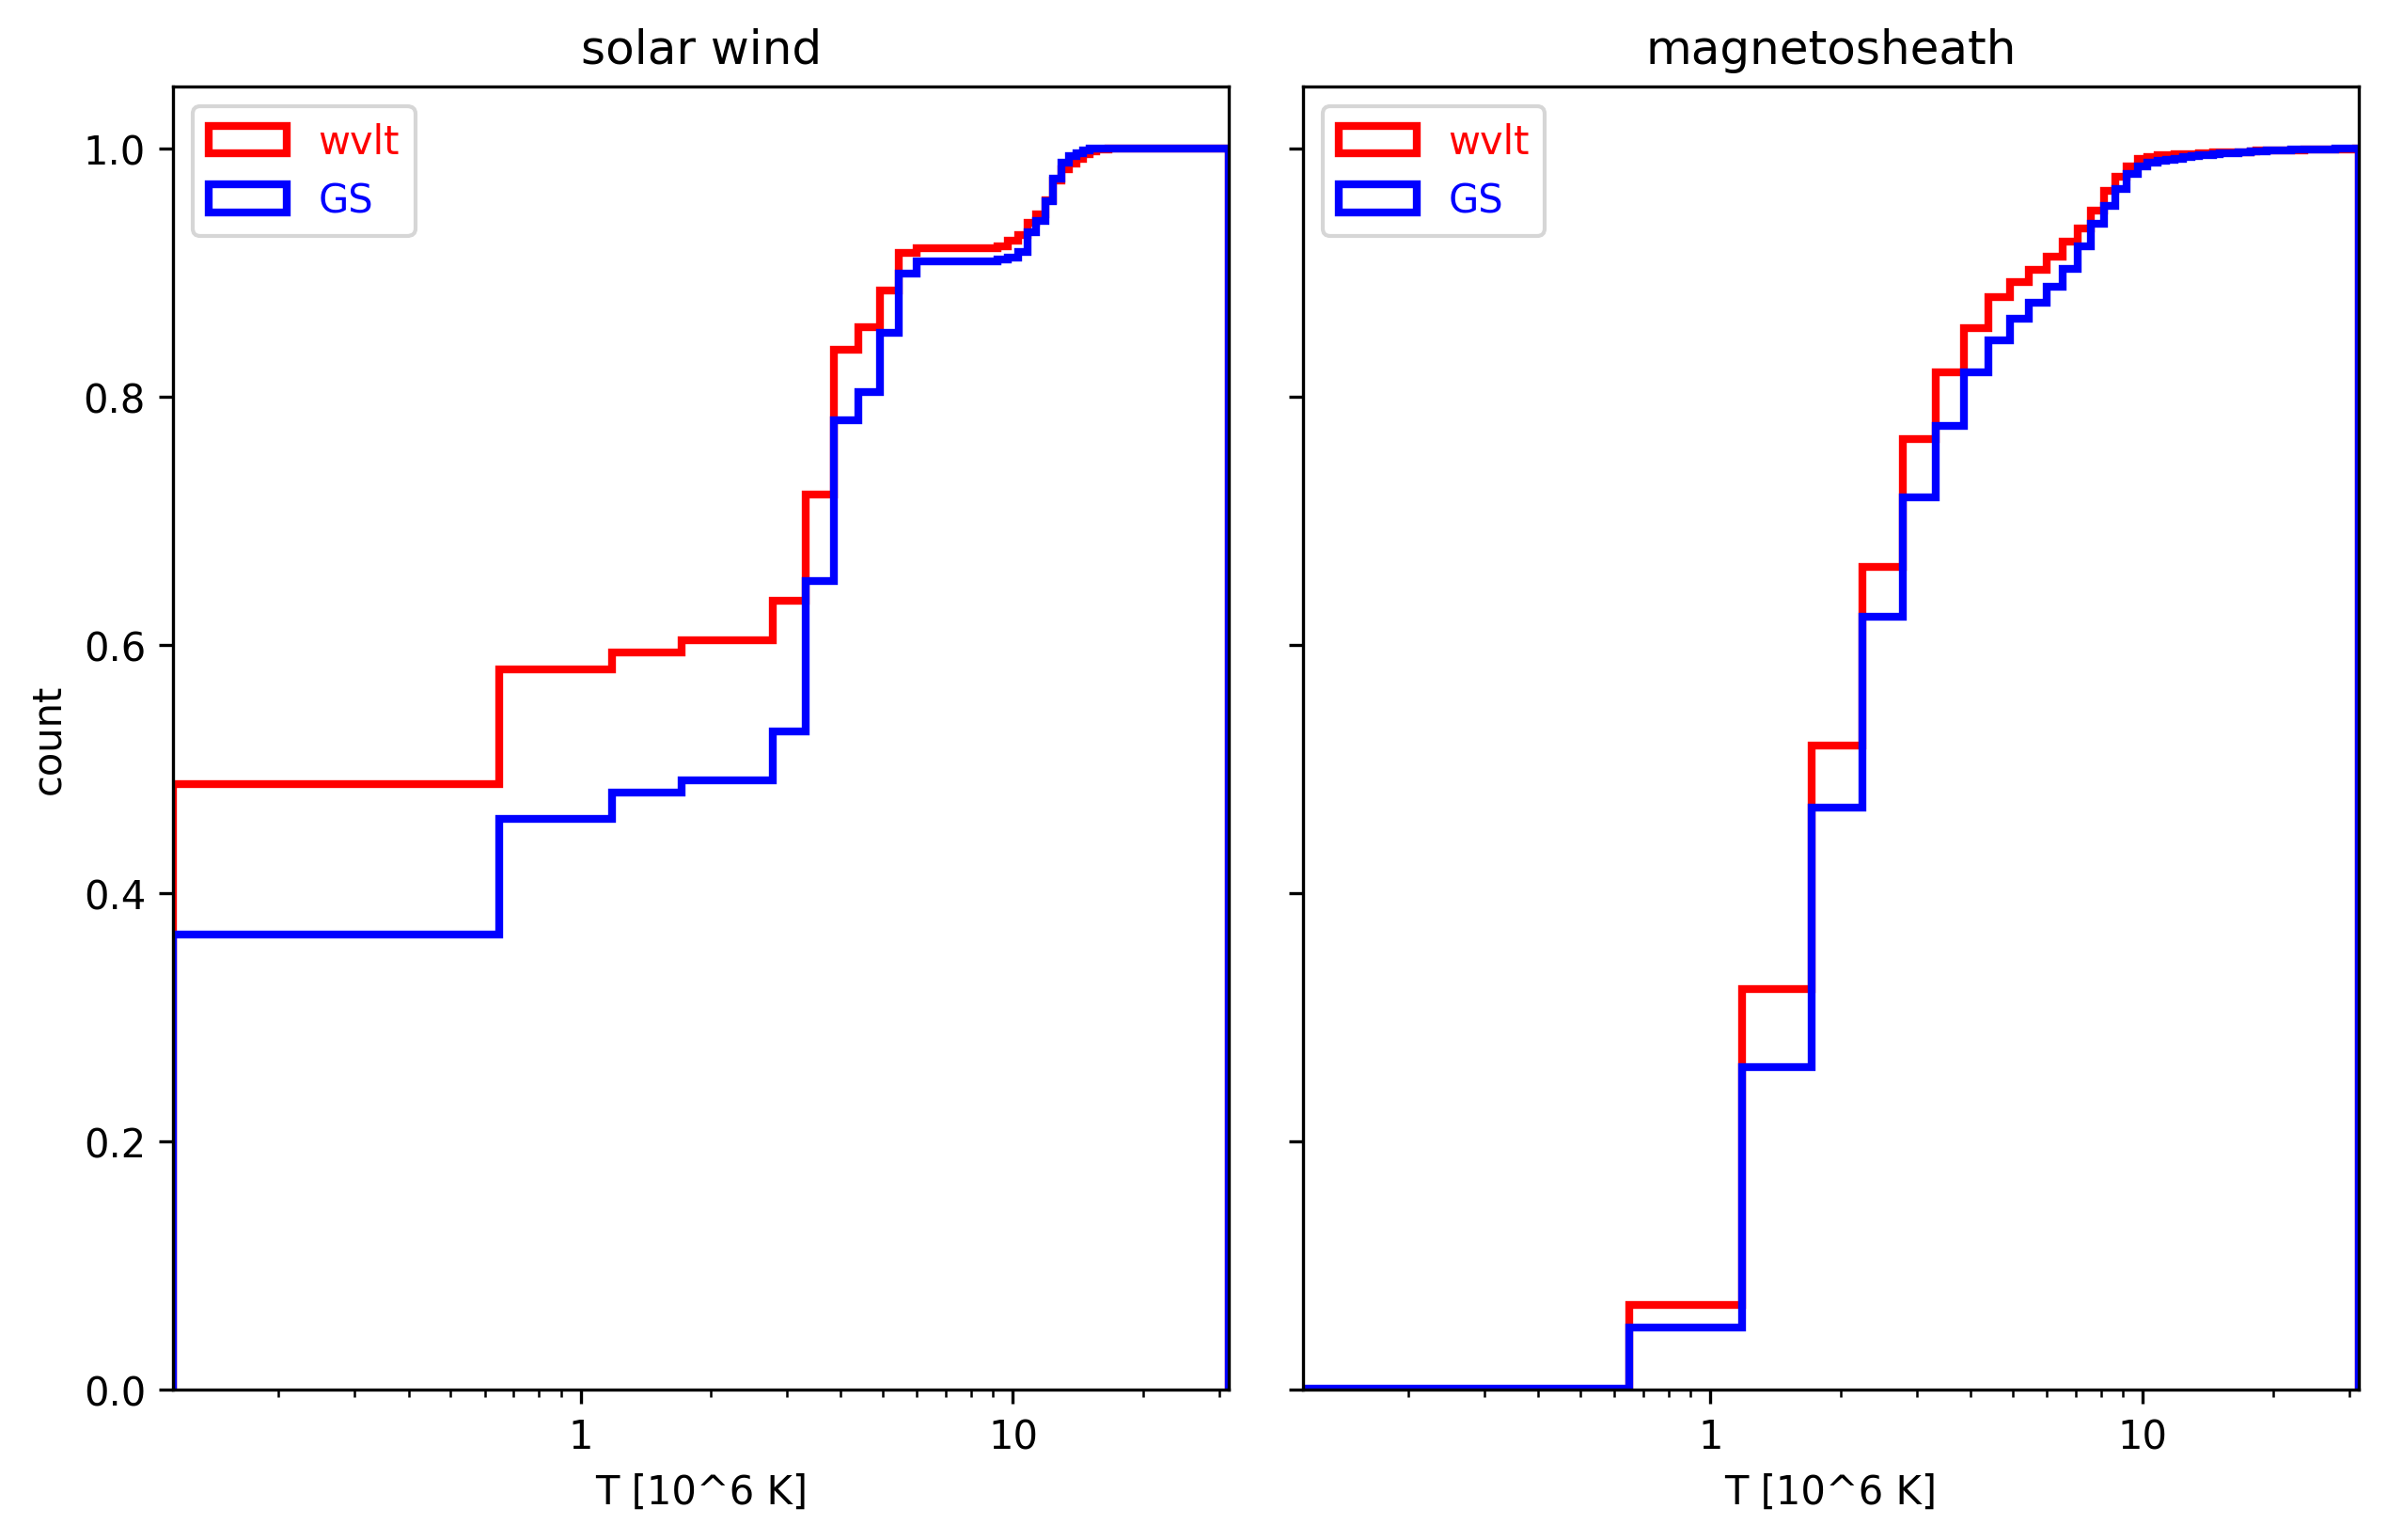 solar wind
wvlt
GS
count
1.0
0.8
0.6
0.4
0.2
0.0
1
10
T [10^6 K]
magnetosheath
wvlt
GS
1
10
T [10^6 K]